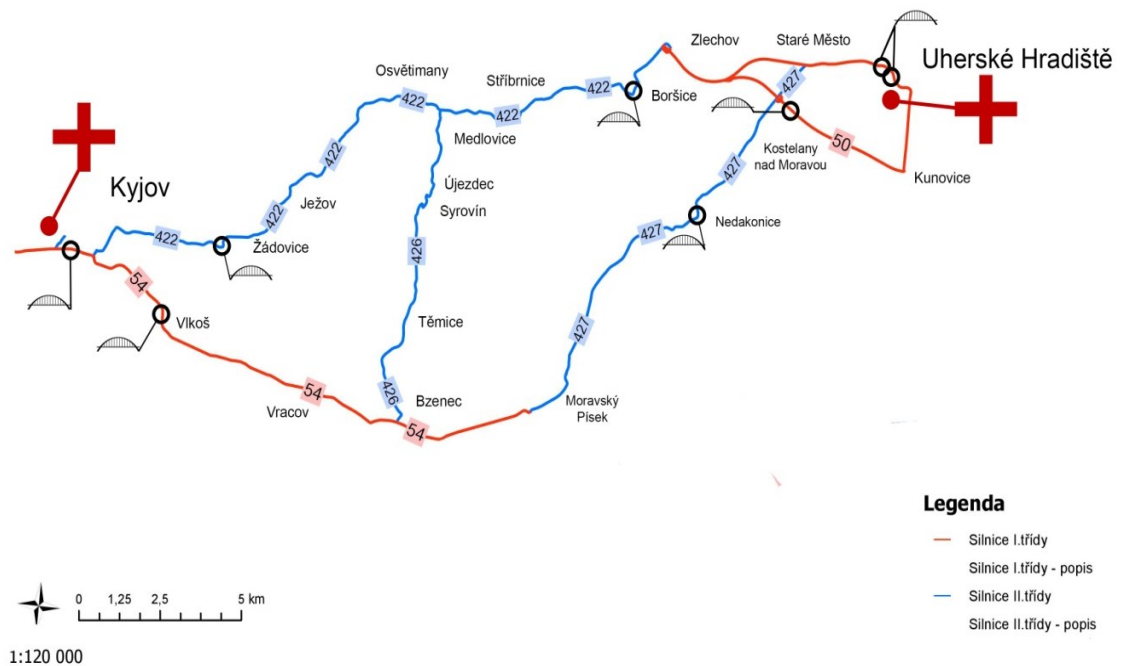 Zlechov
Staré Město
Uherské Hradiště
Osvětimany
Stříbrnice
427
422
422
Boršice
422
Medlovice
Kostelany
nad Moravou
50
Kunovice
422
427
Kyjov
Újezdec
Syrovín
Ježov
422
Nedakonice
422
Žádovice
427
426
54
Vlkoš
Těmice
427
54
Vracov
426
Bzenec
54
Moravský
Písek
Legenda
Silnice I.třídy
Silnice I.třídy - popis
Silnice II.třídy
Silnice II.třídy - popis
0 1,25 2,5 5 km
1:120 000